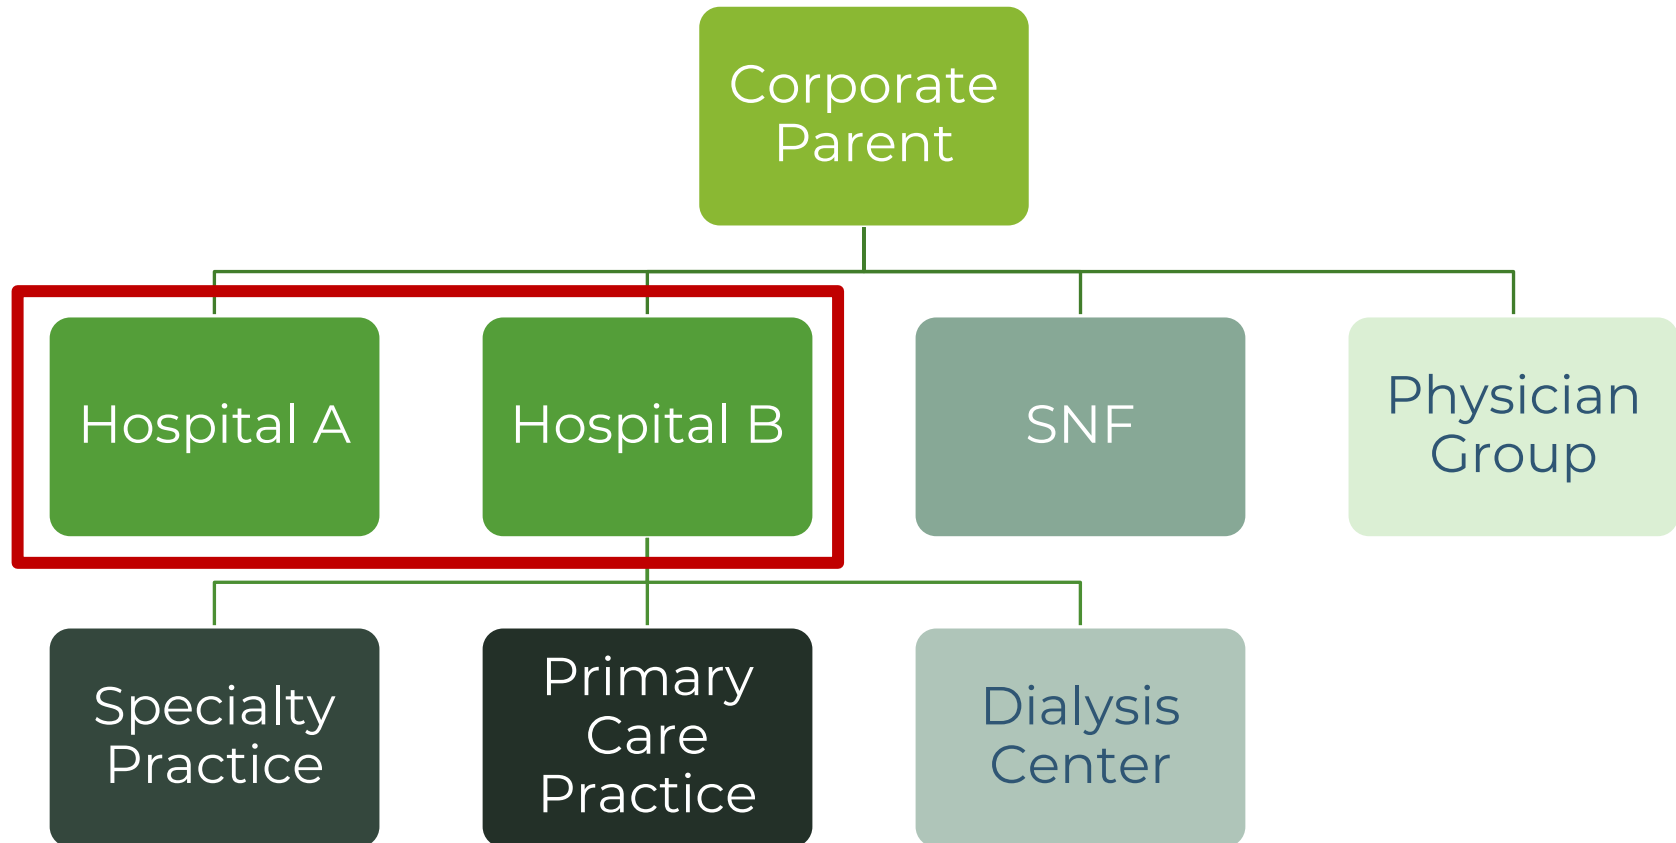 Corporate
Parent
Hospital A
Hospital B
SNF
Physician
Group
Specialty
Practice
Primary
Care
Practice
Dialysis
Center